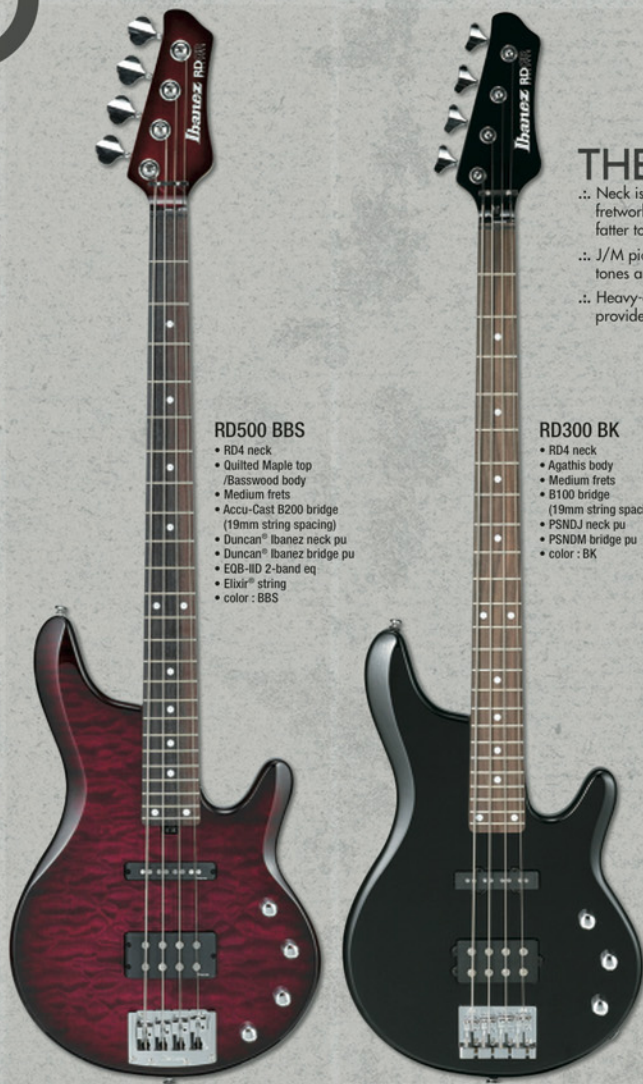 Ibanez RD
Ibanez RD
THE
.:. Neck is
fretwork
fatter to
.:. J/M
tones a
.:. Heavy-
provide
RD500 BBS
• RD4 neck
• Quilted Maple top
/Basswood body
• Medium frets
• Accu-Cast B200 bridge
(19mm string spacing)
• Duncan® Ibanez neck pu
• Duncan® Ibanez bridge pu
• EQB-IID 2-band eq
• Elixir® string
• color : BBS
RD300 BK
• RD4 neck
• Agathis body
• Medium frets
• B100 bridge
(19mm string spaci
• PSNDJ neck pu
• PSNDM bridge pu
• color : BK